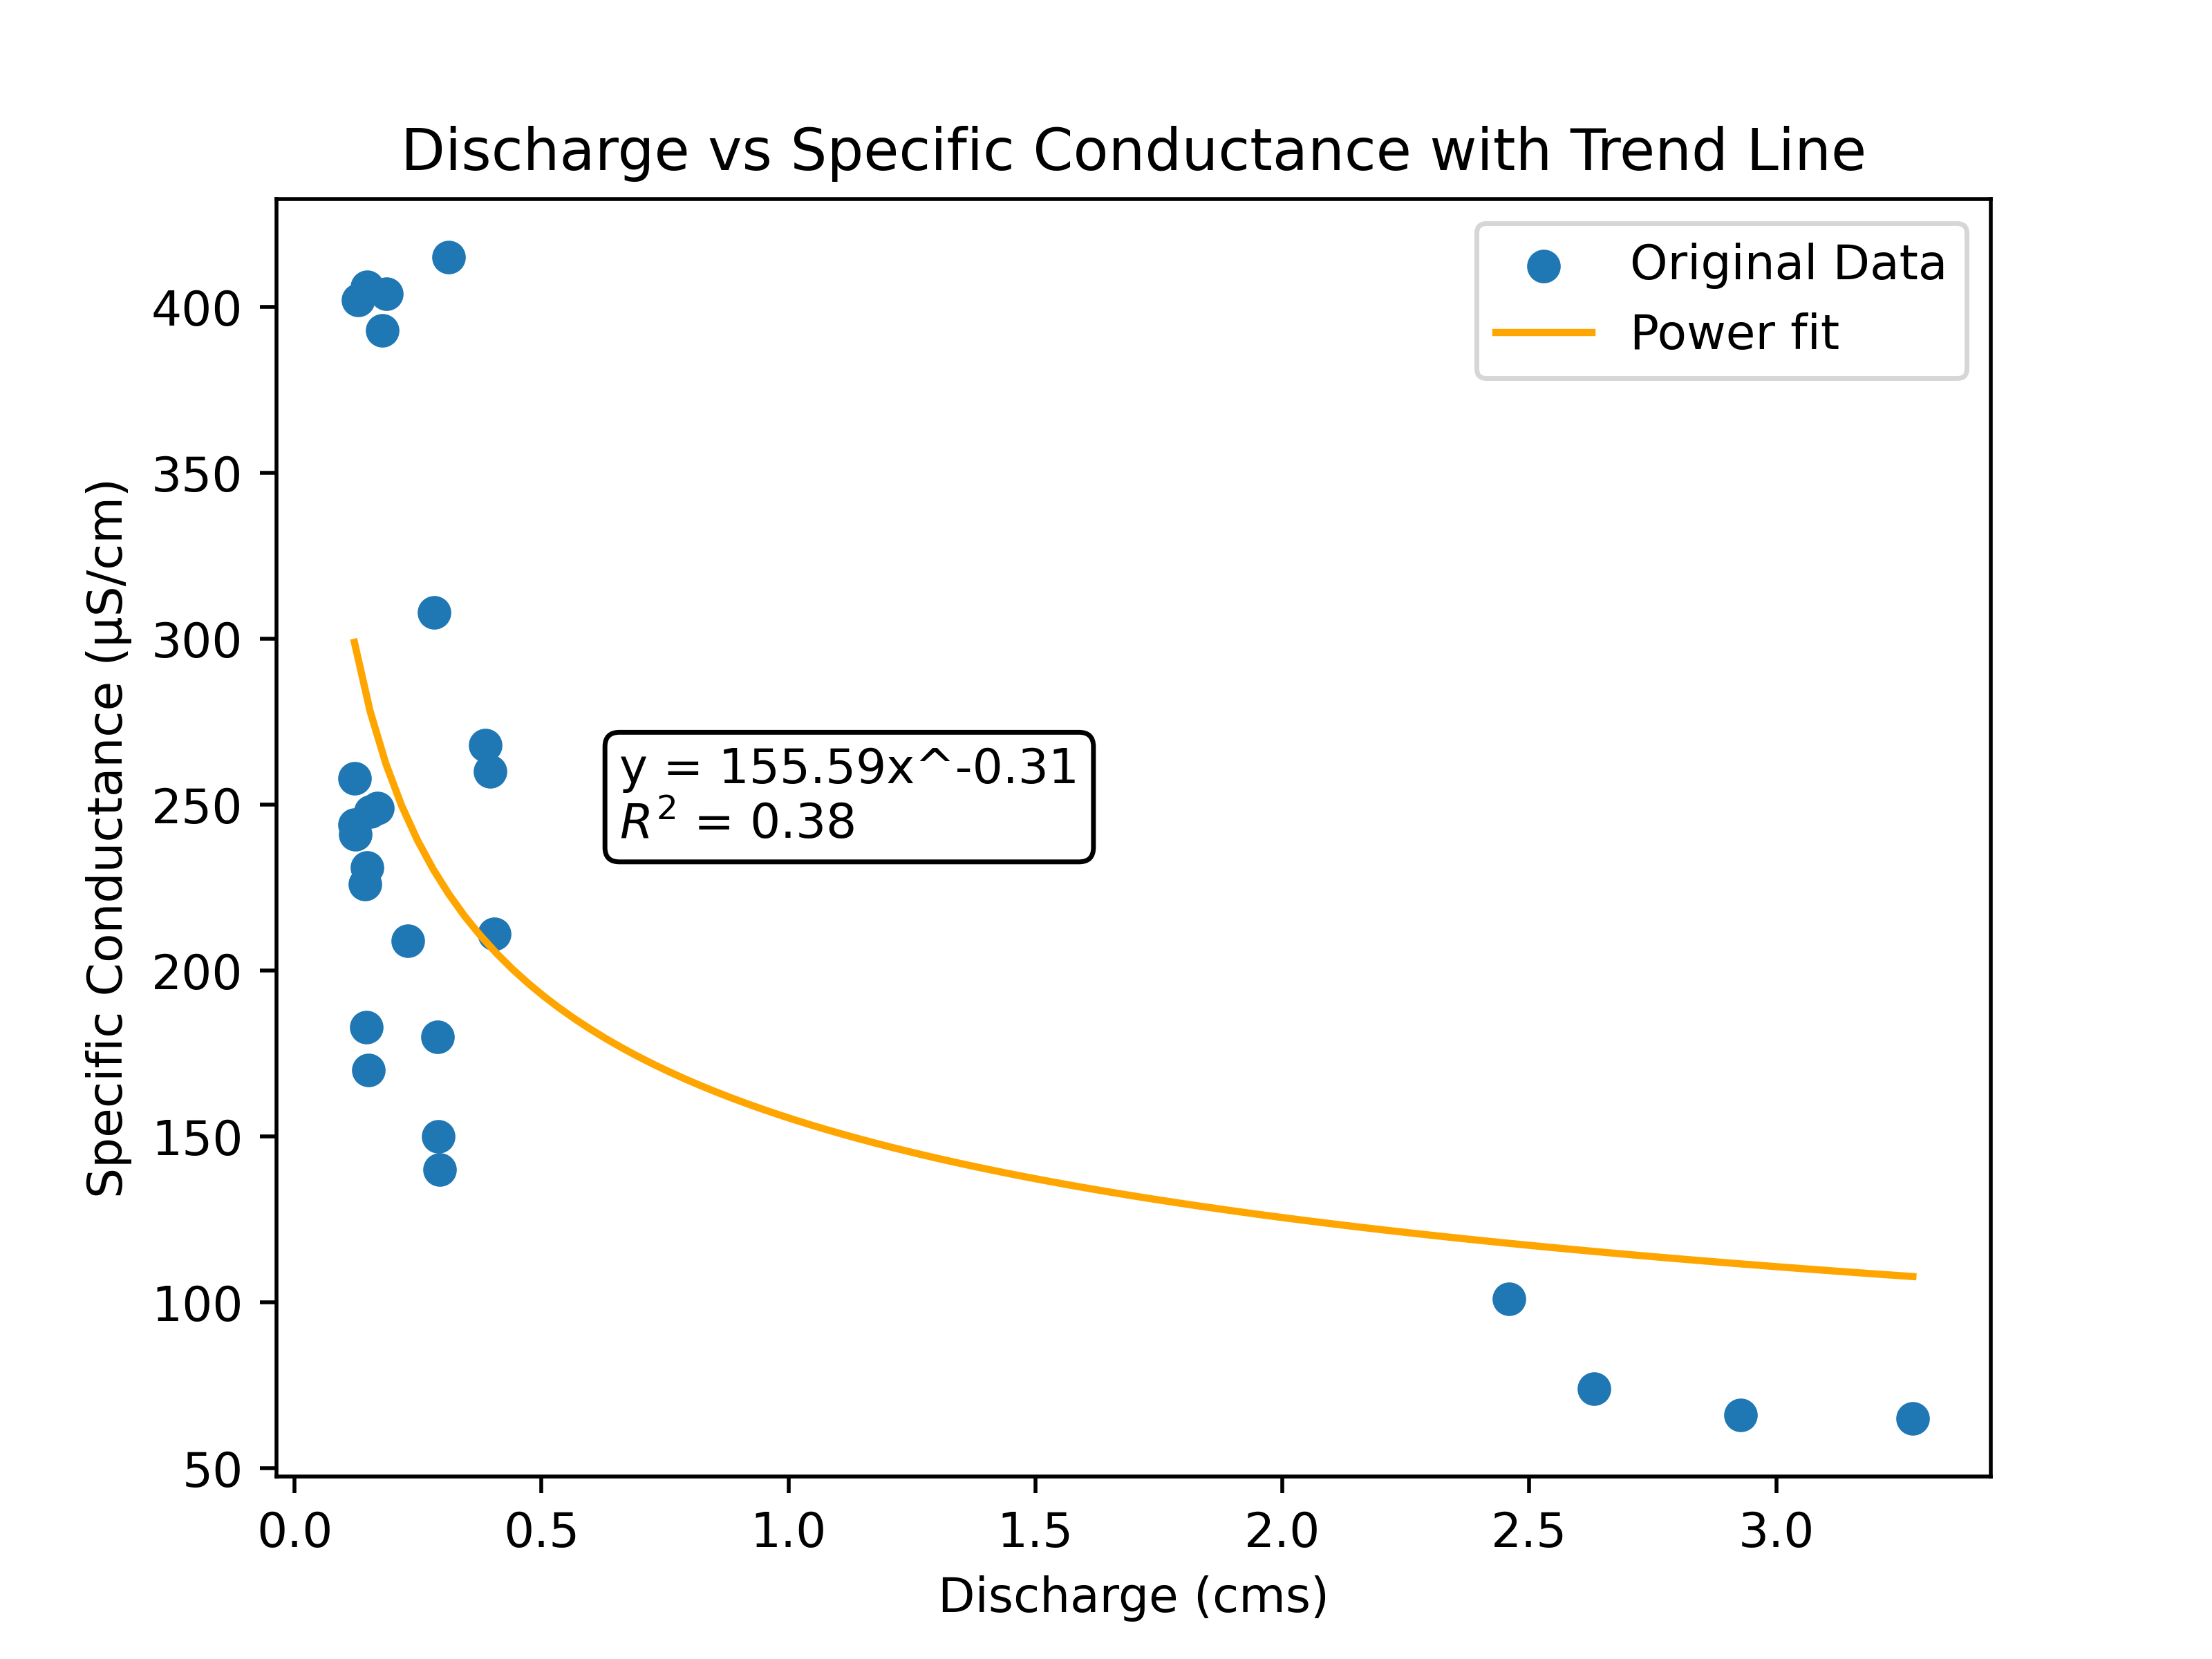 Discharge vs Specific Conductance with Trend Line
Original Data
Power fit
400
350
300
250
200
150
100
50
Specific Conductance (µS/cm)
y = 155.59x^-0.31
R² = 0.38
0.0 0.5 1.0 1.5 2.0 2.5 3.0
Discharge (cms)